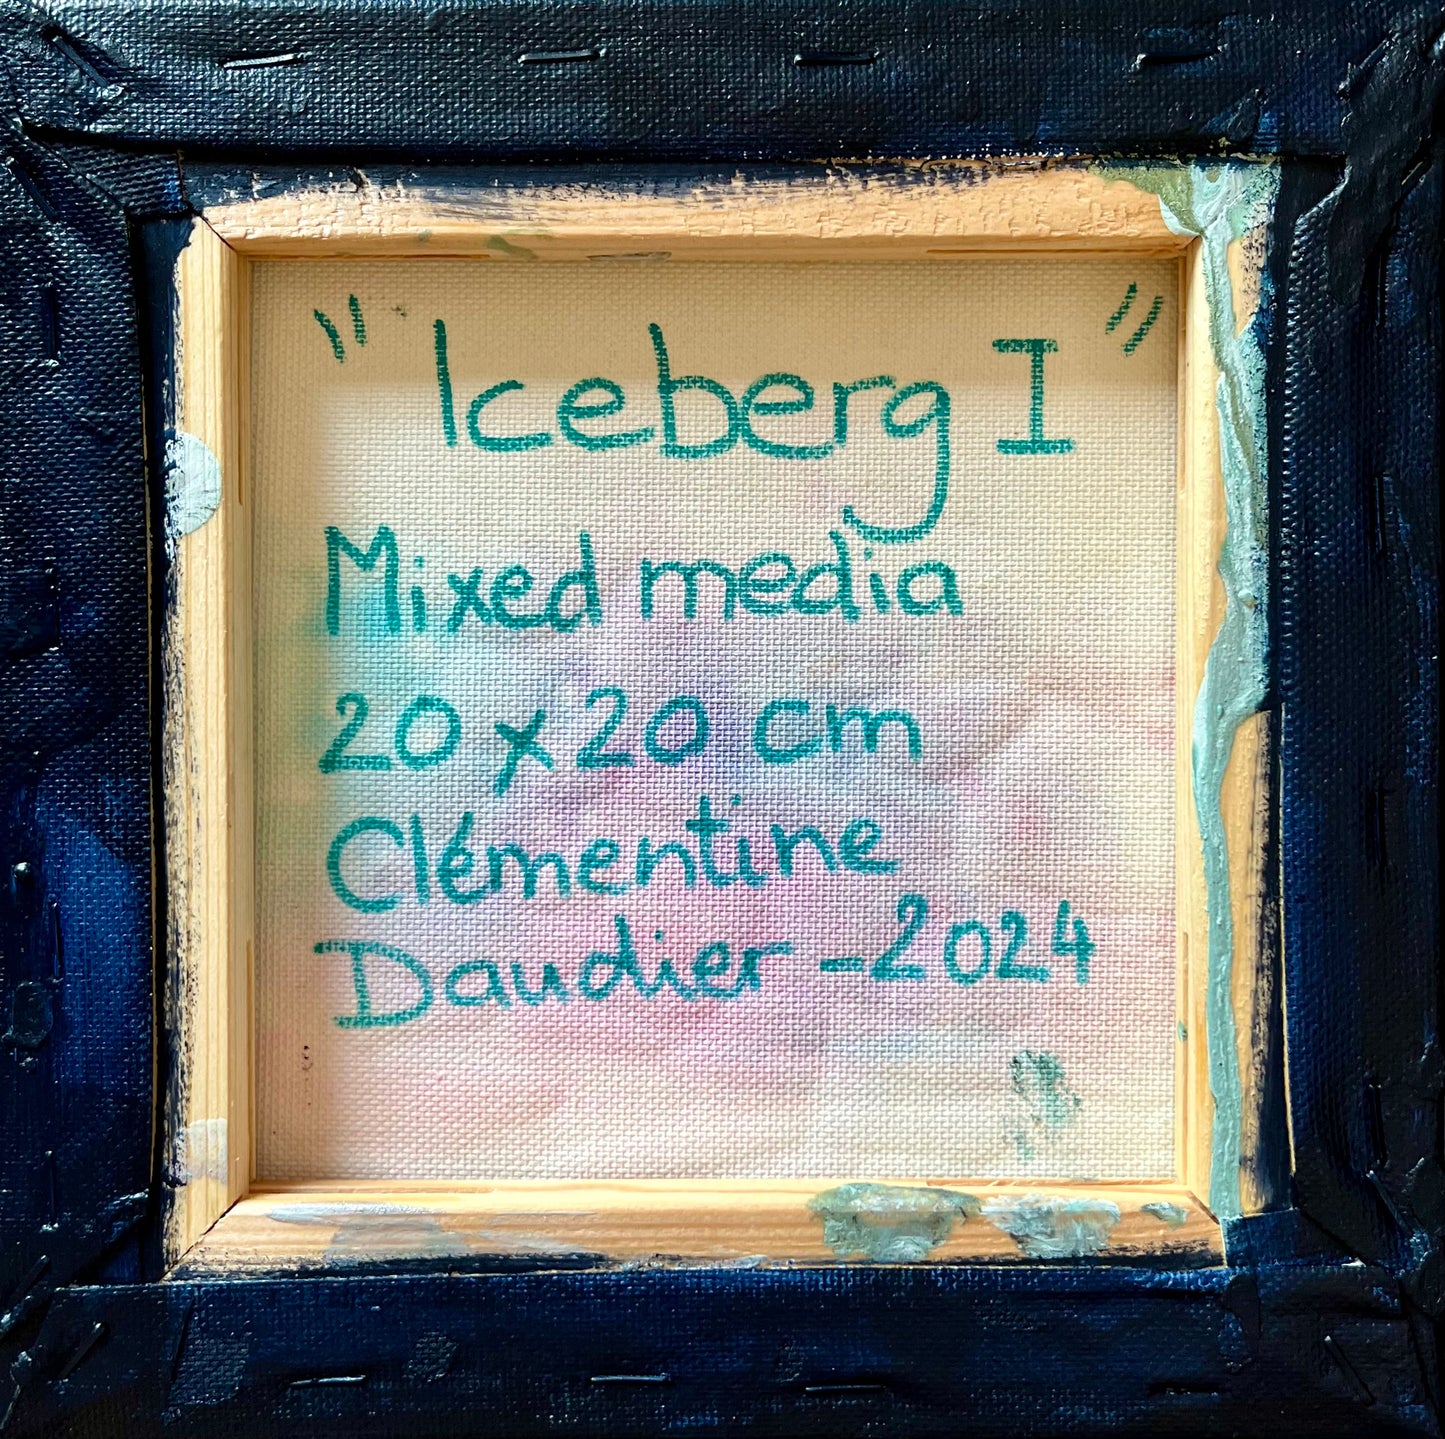 "Iceberg I"
Mixed media
20 x 20 cm
Clémentine
Daudier - 2024